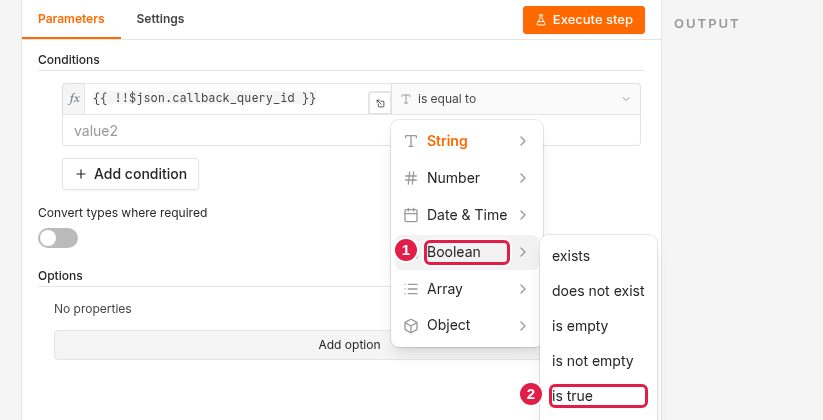 Parameters
Settings
Execute step
OUTPUT
Conditions
fx
{{ !!$json.callback_query_id }}
T is equal to
value2
String
+ Add condition
Number
Convert types where required
Date & Time
1 Boolean
exists
Options
does not exist
Array
No properties
Object
is empty
Add option
is not empty
2 is true